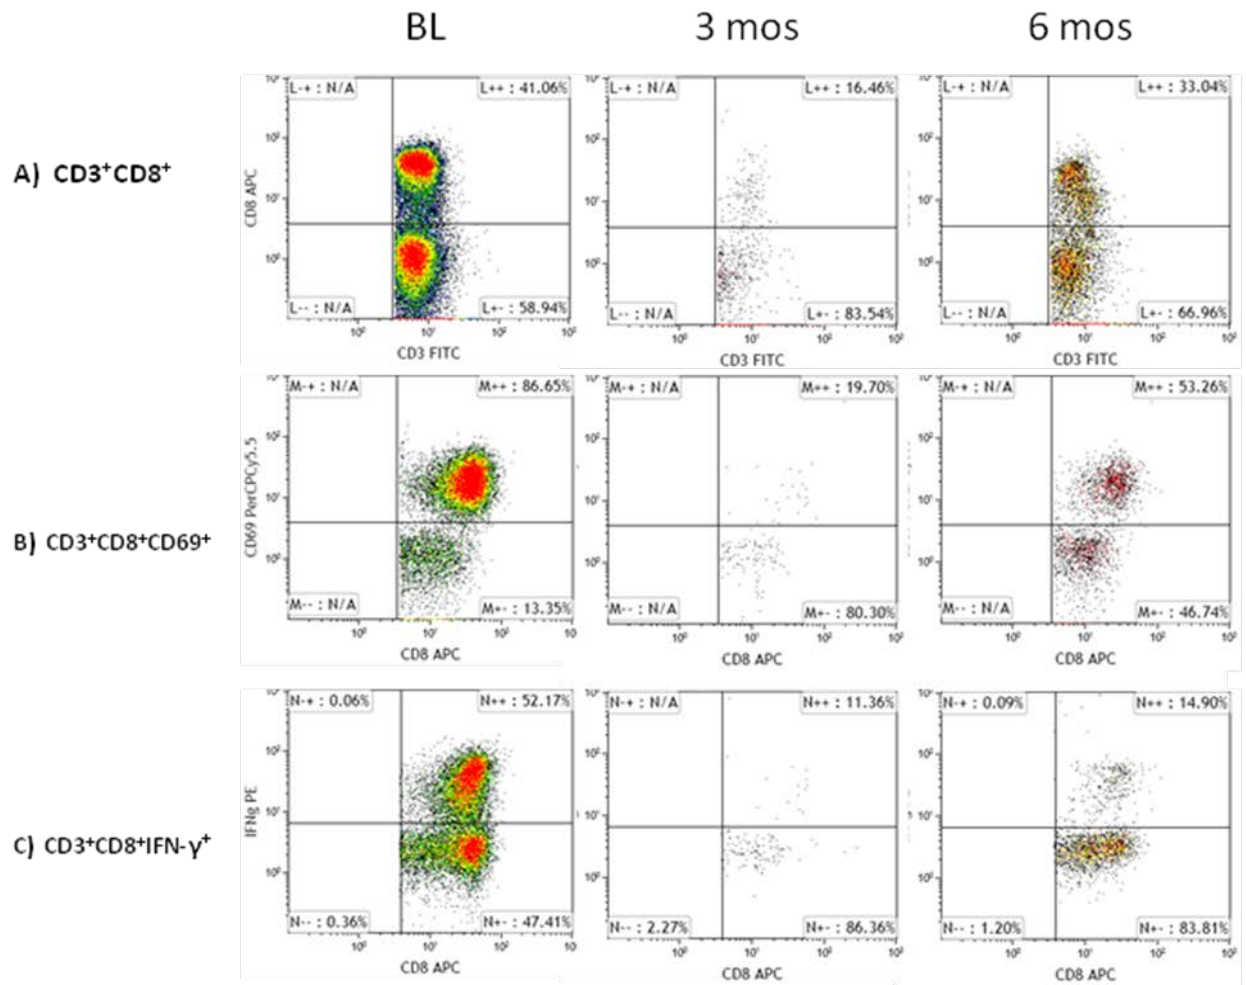 BL 3 mos 6 mos
A) CD3⁺CD8⁺
L-+ : N/A L++ : 41.06%
L-- : N/A L+- : 58.94%
CD8 APC
CD3 FITC
L-+ : N/A L++ : 16.46%
L-- : N/A L+- : 83.54%
CD3 FITC
L-+ : N/A L++ : 33.04%
L-- : N/A L+- : 66.96%
CD3 FITC
B) CD3⁺CD8⁺CD69⁺
M-+ : N/A M++ : 86.65%
M-- : N/A M+- : 13.35%
CD69 PerCPCy5.5
CD8 APC
M-+ : N/A M++ : 19.70%
M-- : N/A M+- : 80.30%
CD8 APC
M-+ : N/A M++ : 53.26%
M-- : N/A M+- : 46.74%
CD8 APC
C) CD3⁺CD8⁺IFN-γ⁺
N-+ : 0.06% N++ : 52.17%
N-- : 0.36% N+- : 47.41%
IFNg PE
CD8 APC
N-+ : N/A N++ : 11.36%
N-- : 2.27% N+- : 86.36%
CD8 APC
N-+ : 0.09% N++ : 14.90%
N-- : 1.20% N+- : 83.81%
CD8 APC